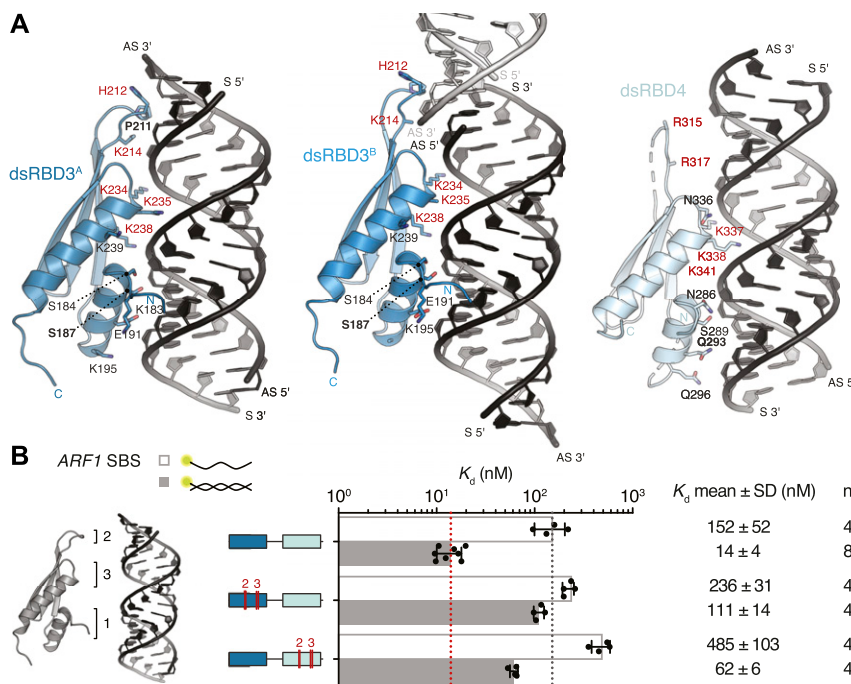 A
AS 3'
S 5'
H212
P211
K214
dsRBD3A
K234
K235
K238
K239
S184
N
K183
S187
E191
K195
C
AS 5'
S 3'
H212
S 5'
S 3'
K214
AS 3'
AS 5'
dsRBD3B
K234
K235
K238
K239
N
S184
E191
S187
K195
C
S 5'
AS 3'
AS 3'
S 5'
dsRBD4
R315
R317
N336
K337
K338
K341
N286
N
C
S289
Q293
Q296
AS 5'
S 3'
B
ARF1 SBS
Kd (nM)
Kd mean ± SD (nM) n
10⁰ 10¹ 10² 10³
2
3
1
152 ± 52 4
14 ± 4 8
2 3
236 ± 31 4
111 ± 14 4
2 3
485 ± 103 4
62 ± 6 4